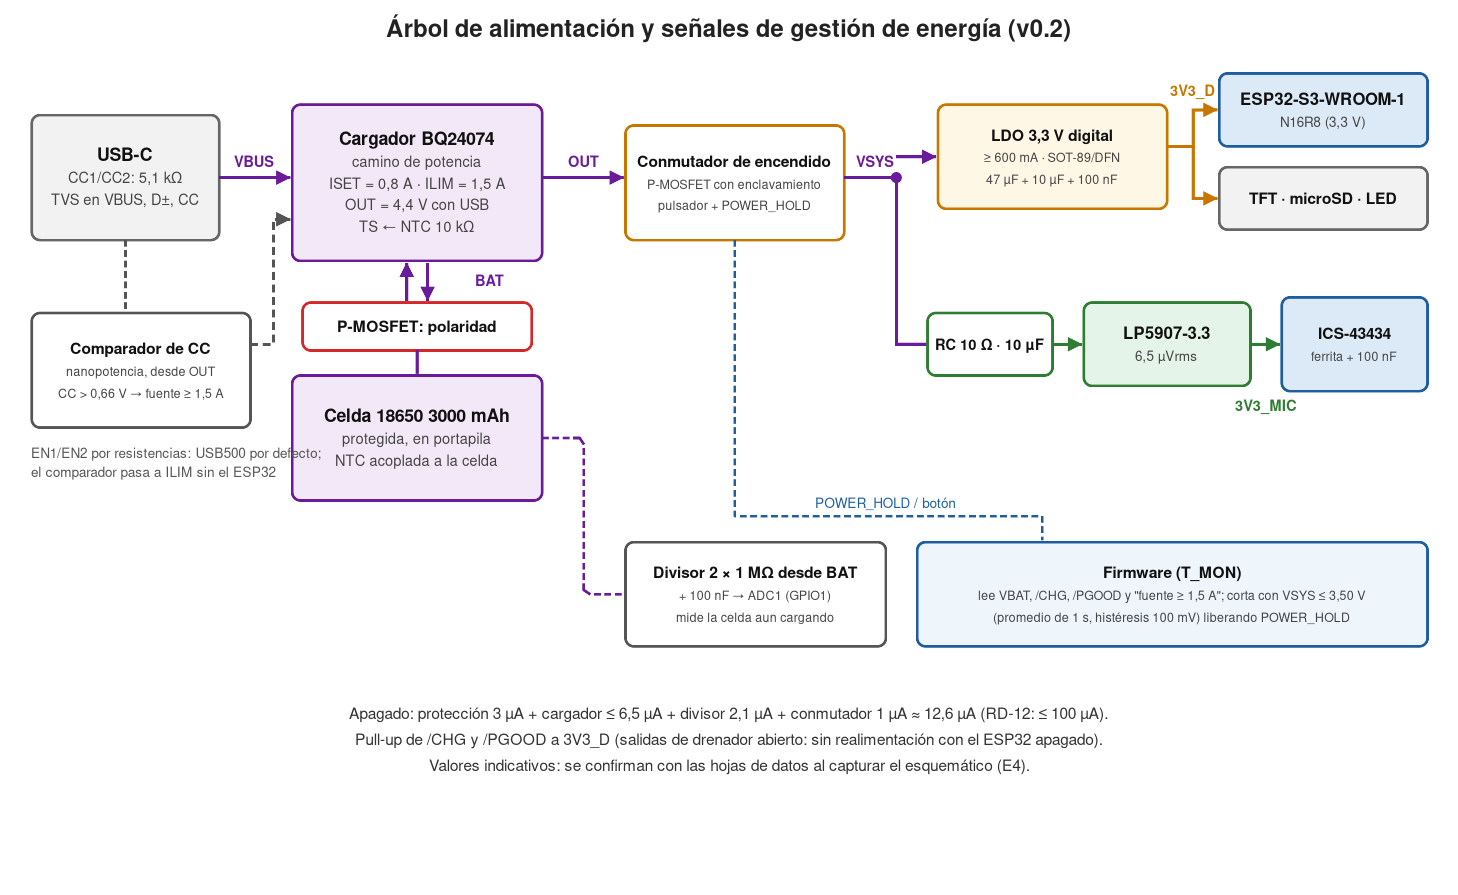 Árbol de alimentación y señales de gestión de energía (v0.2)
USB-C
CC1/CC2: 5,1 kΩ
TVS en VBUS, D±, CC
VBUS
Cargador BQ24074
camino de potencia
ISET = 0,8 A · ILIM = 1,5 A
OUT = 4,4 V con USB
TS ← NTC 10 kΩ
OUT
Conmutador de encendido
P-MOSFET con enclavamiento
pulsador + POWER_HOLD
VSYS
LDO 3,3 V digital
≥ 600 mA · SOT-89/DFN
47 µF + 10 µF + 100 nF
3V3_D
ESP32-S3-WROOM-1
N16R8 (3,3 V)
TFT · microSD · LED
BAT
P-MOSFET: polaridad
Comparador de CC
nanopotencia, desde OUT
CC > 0,66 V → fuente ≥ 1,5 A
EN1/EN2 por resistencias: USB500 por defecto;
el comparador pasa a ILIM sin el ESP32
Celda 18650 3000 mAh
protegida, en portapila
NTC acoplada a la celda
RC 10 Ω · 10 µF
LP5907-3.3
6,5 µVrms
3V3_MIC
ICS-43434
ferrita + 100 nF
POWER_HOLD / botón
Divisor 2 × 1 MΩ desde BAT
+ 100 nF → ADC1 (GPIO1)
mide la celda aun cargando
Firmware (T_MON)
lee VBAT, /CHG, /PGOOD y "fuente ≥ 1,5 A"; corta con VSYS ≤ 3,50 V
(promedio de 1 s, histéresis 100 mV) liberando POWER_HOLD
Apagado: protección 3 µA + cargador ≤ 6,5 µA + divisor 2,1 µA + conmutador 1 µA ≈ 12,6 µA (RD-12: ≤ 100 µA).
Pull-up de /CHG y /PGOOD a 3V3_D (salidas de drenador abierto: sin realimentación con el ESP32 apagado).
Valores indicativos: se confirman con las hojas de datos al capturar el esquemático (E4).